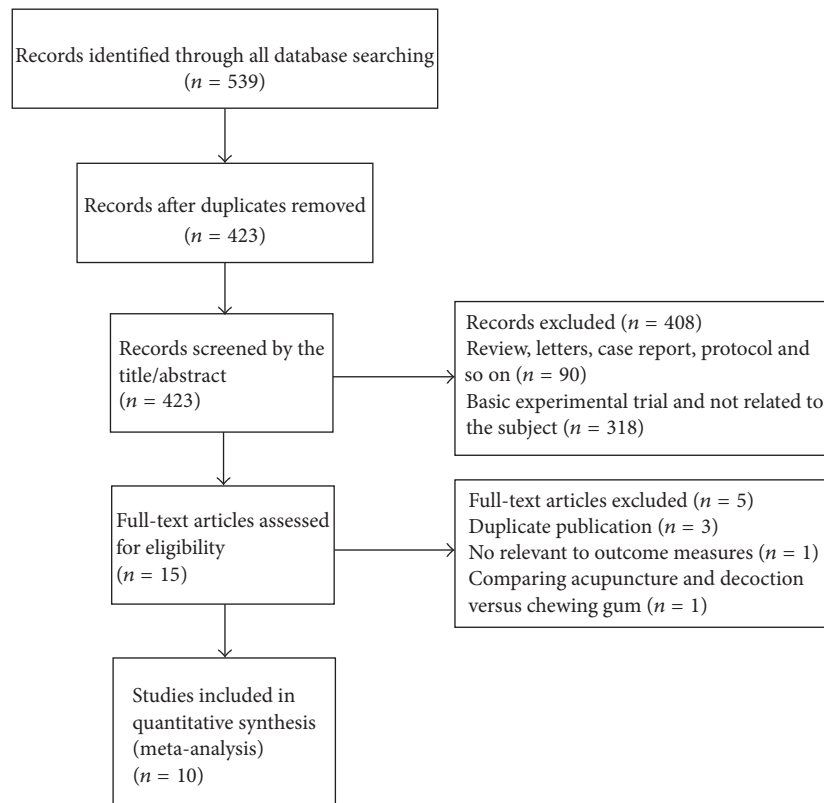 Records identified through all database searching
(n = 539)
Records after duplicates removed
(n = 423)
Records screened by the
title/abstract
(n = 423)
Records excluded (n = 408)
Review, letters, case report, protocol and
so on (n = 90)
Basic experimental trial and not related to
the subject (n = 318)
Full-text articles assessed
for eligibility
(n = 15)
Full-text articles excluded (n = 5)
Duplicate publication (n = 3)
No relevant to outcome measures (n = 1)
Comparing acupuncture and decoction
versus chewing gum (n = 1)
Studies included in
quantitative synthesis
(meta-analysis)
(n = 10)